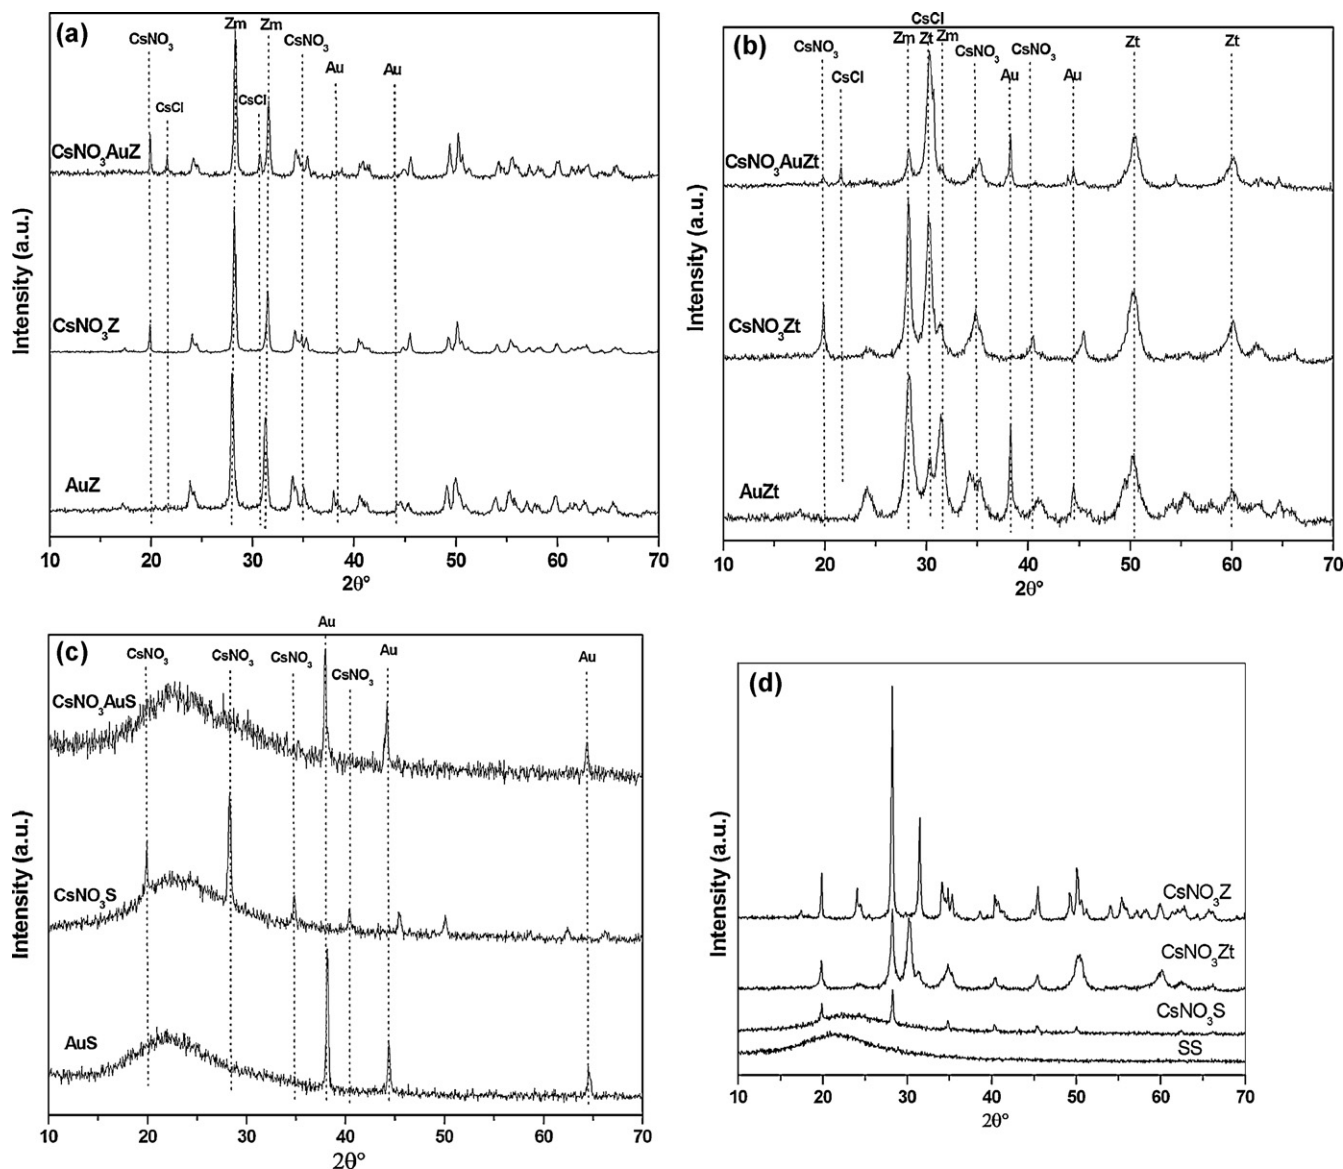 (a)
Zm
Zm
CsNO₃
CsNO₃
Au
Au
CsCl
CsCl
CsNO₃AuZ
CsNO₃Z
AuZ
Intensity (a.u.)
10 20 30 40 50 60 70
2θ°
(b)
CsCl
Zm Zt Zm
CsNO₃
CsNO₃
CsNO₃
Zt
Zt
CsCl
Au
Au
CsNO₃AuZt
CsNO₃Zt
AuZt
Intensity (a.u.)
10 20 30 40 50 60 70
2θ°
(c)
Au
CsNO₃
CsNO₃
CsNO₃
CsNO₃
Au
Au
CsNO₃AuS
CsNO₃S
AuS
Intensity (a.u.)
10 20 30 40 50 60 70
2θ°
(d)
CsNO₃Z
CsNO₃Zt
CsNO₃S
SS
Intensity (a.u.)
10 20 30 40 50 60 70
2θ°